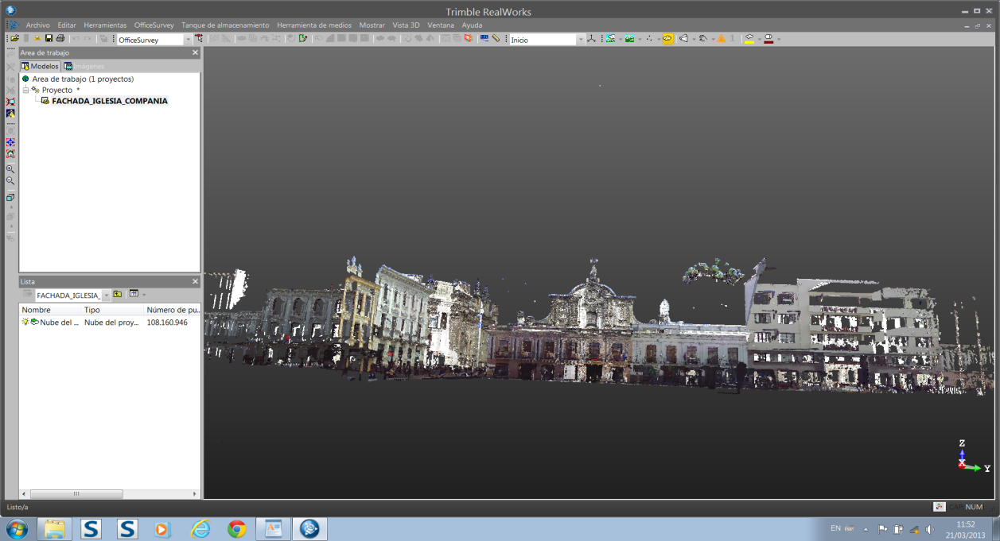 Trimble RealWorks
Archivo Editar Herramientas OfficeSurvey Tanque de almacenamiento Herramienta de medios Mostrar Vista 3D Ventana Ayuda
OfficeSurvey Inicio 1
Area de trabajo
Modelos Imágenes
Area de trabajo (1 proyectos)
Proyecto *
FACHADA_IGLESIA_COMPANIA
Lista
FACHADA_IGLESIA_
Nombre Tipo Número de pu...
Nube del ... Nube del proy... 108.160.946
Z
X
Y
Listo/a
CAP NUM
EN
11:52
21/03/2013